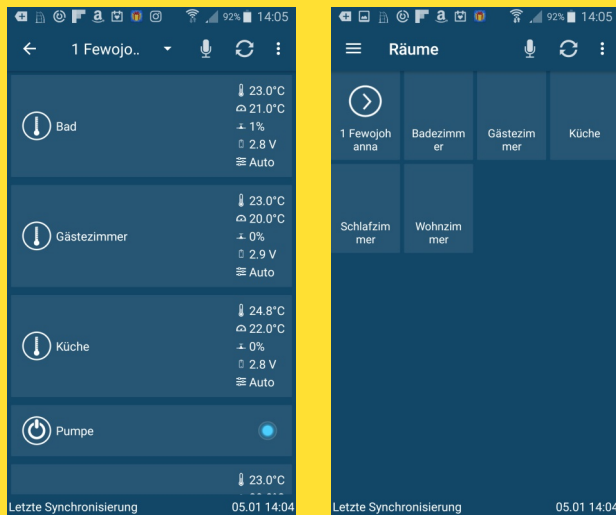 92% 14:05
1 Fewojo..
Bad
23.0°C
21.0°C
1%
2.8 V
Auto
Gästezimmer
23.0°C
20.0°C
0%
2.9 V
Auto
Küche
24.8°C
22.0°C
0%
2.8 V
Auto
Pumpe
23.0°C
Letzte Synchronisierung 05.01 14:04
92% 14:05
Räume
1 Fewojoh
anna
Badezimm
er
Gästezim
mer
Küche
Schlafzim
mer
Wohnzim
mer
Letzte Synchronisierung 05.01 14:04